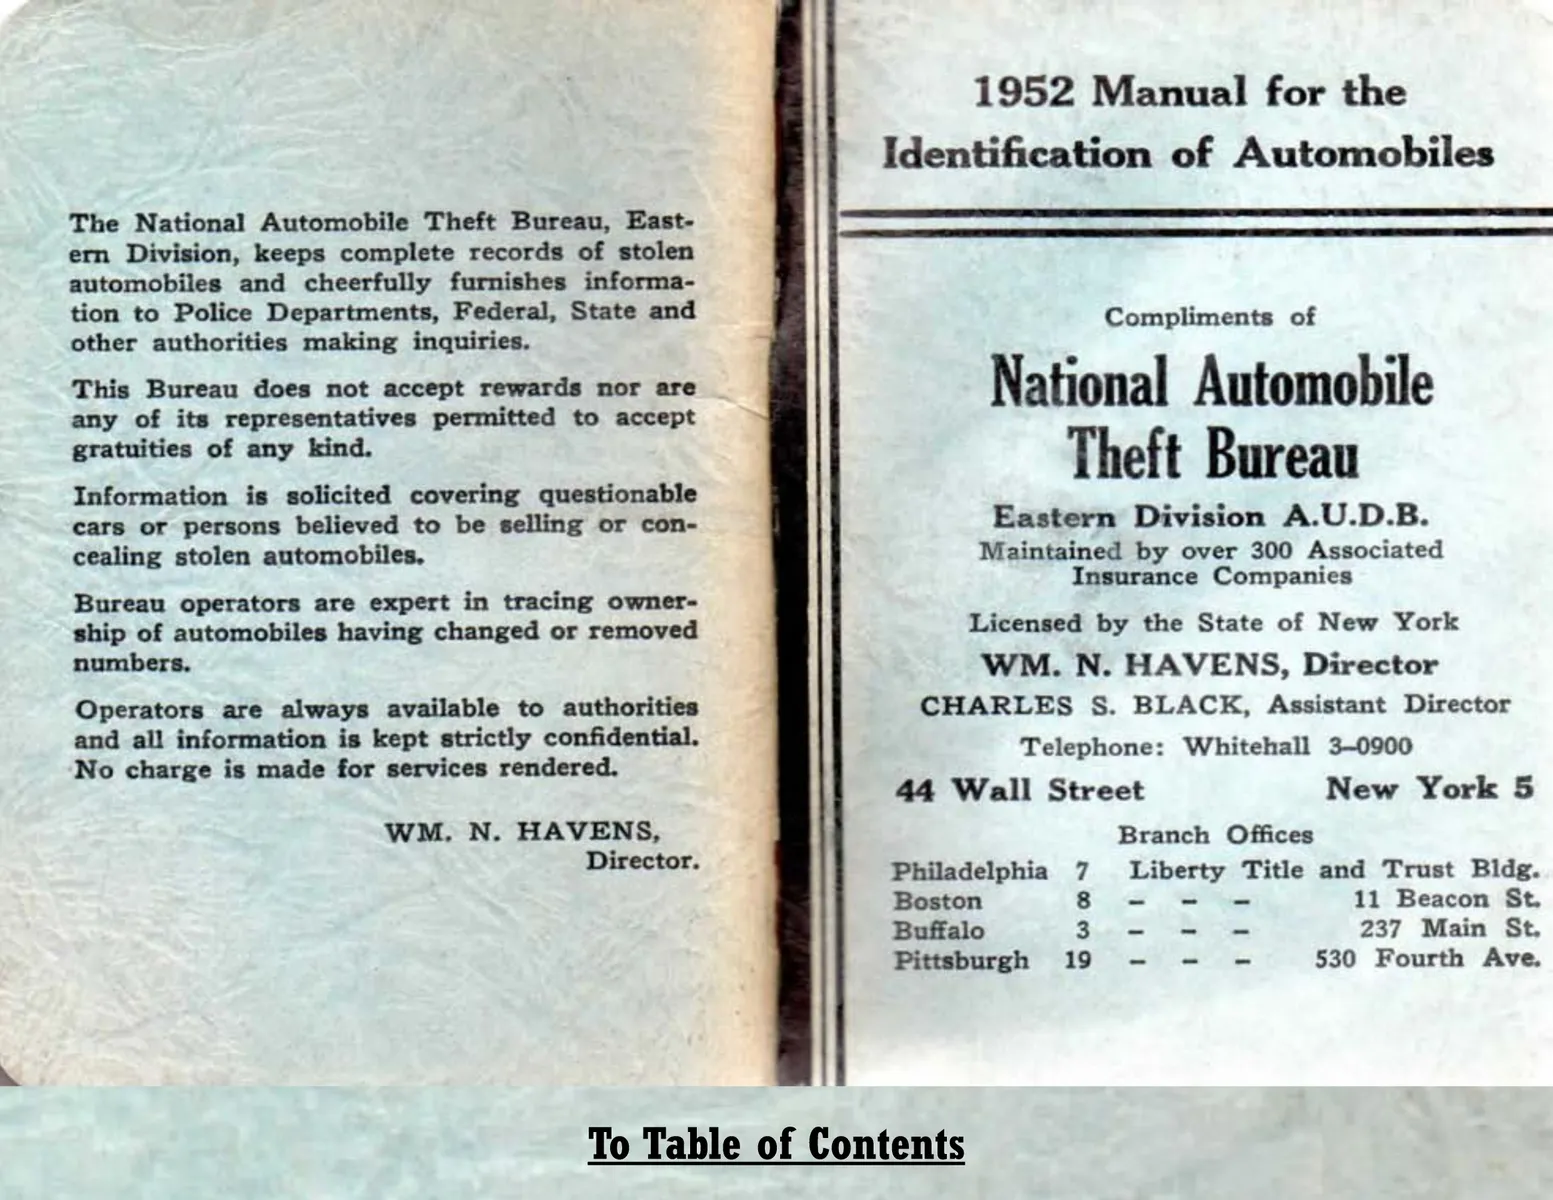 The National Automobile Theft Bureau, East-
ern Division, keeps complete records of stolen
automobiles and cheerfully furnishes informa-
tion to Police Departments, Federal, State and
other authorities making inquiries.
This Bureau does not accept rewards nor are
any of its representatives permitted to accept
gratuities of any kind.
Information is solicited covering questionable
cars or persons believed to be selling or con-
cealing stolen automobiles.
Bureau operators are expert in tracing owner-
ship of automobiles having changed or removed
numbers.
Operators are always available to authorities
and all information is kept strictly confidential.
No charge is made for services rendered.
WM. N. HAVENS,
Director.
1952 Manual for the
Identification of Automobiles
Compliments of
National Automobile
Theft Bureau
Eastern Division A.U.D.B.
Maintained by over 300 Associated
Insurance Companies
Licensed by the State of New York
WM. N. HAVENS, Director
CHARLES S. BLACK, Assistant Director
Telephone: Whitehall 3–0900
44 Wall Street New York 5
Branch Offices
Philadelphia 7 Liberty Title and Trust Bldg.
Boston 8 – – – 11 Beacon St.
Buffalo 3 – – – 237 Main St.
Pittsburgh 19 – – – 530 Fourth Ave.
To Table of Contents